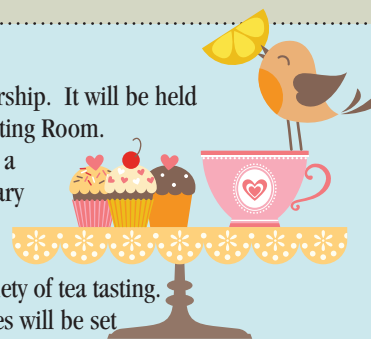 rship. It will be held
ting Room.
a
ary
ety of tea tasting.
es will be set